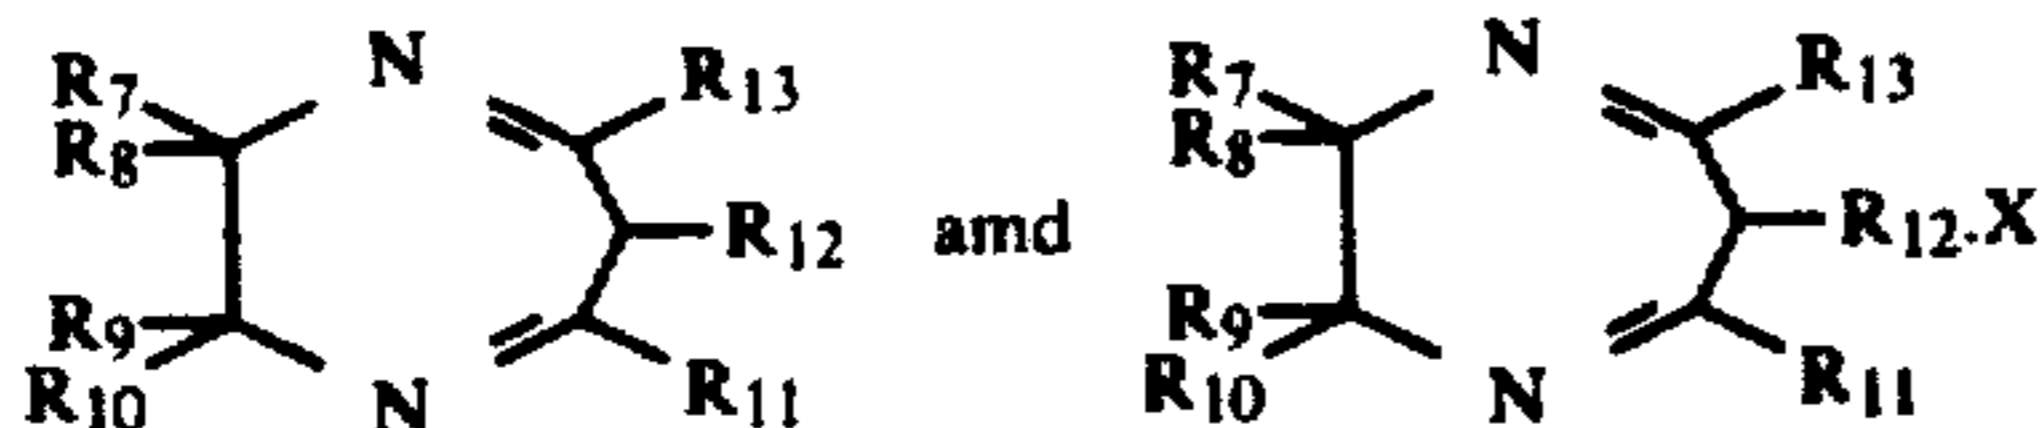 N N
R7 R13 R7 R13
R8 R8
R12 amd R12.X
R9 R9
R10 R11 R10 R11
N N